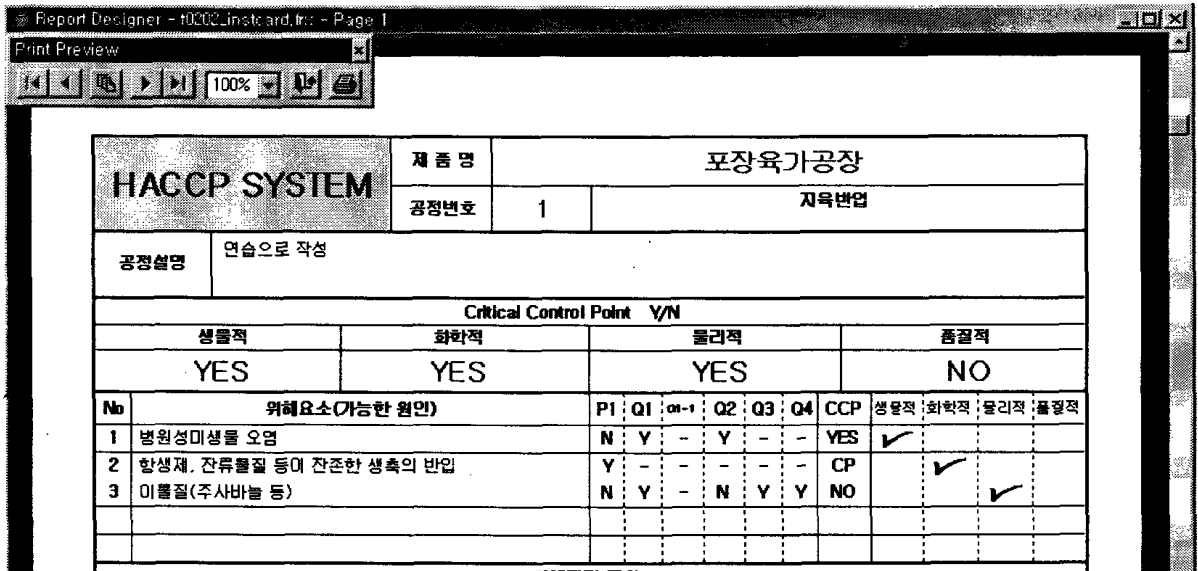 Report Designer - t0202_instcard.frx - Page 1
Print Preview
100%
HACCP SYSTEM
제 품 명
포장육가공장
공정번호
1
지육반입
공정설명
연습으로 작성
Critical Control Point Y/N
생물적 화학적 물리적 품질적
YES YES YES NO
No 위해요소(가능한 원인) P1 Q1 Q1-1 Q2 Q3 Q4 CCP 생물적 화학적 물리적 품질적
1 병원성미생물 오염 N Y - Y - - YES
2 항생제, 잔류물질 등이 잔존한 생축의 반입 Y - - - - - CP
3 이물질(주사바늘 등) N Y - N Y Y NO